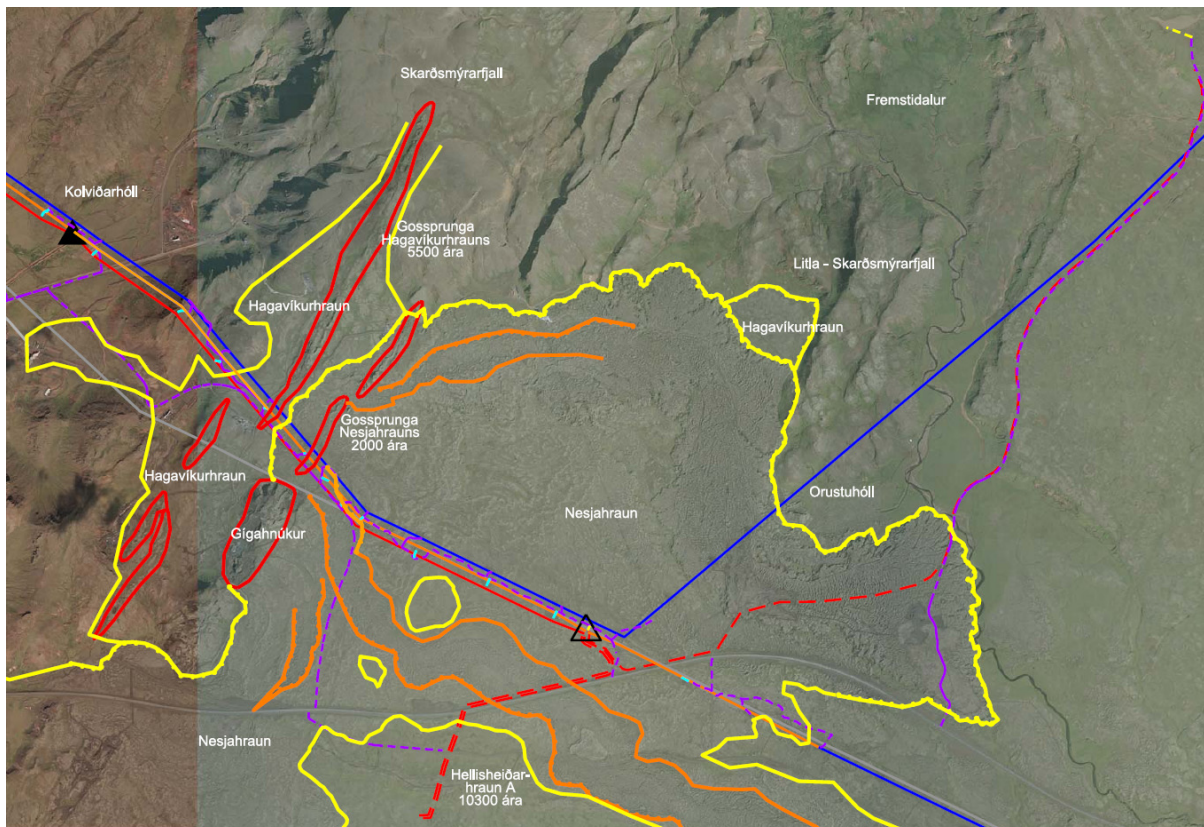 Skarðsmýrarfjall
Fremstidalur
Kolviðarhóll
Gossprunga
Hagavíkurhrauns
5500 ára
Litla - Skarðsmýrarfjall
Hagavíkurhraun
Hagavíkurhraun
Gossprunga
Nesjahrauns
2000 ára
Hagavíkurhraun
Orustuhóll
Nesjahraun
Gígahnúkur
Nesjahraun
Hellisheiðar-
hraun A
10300 ára